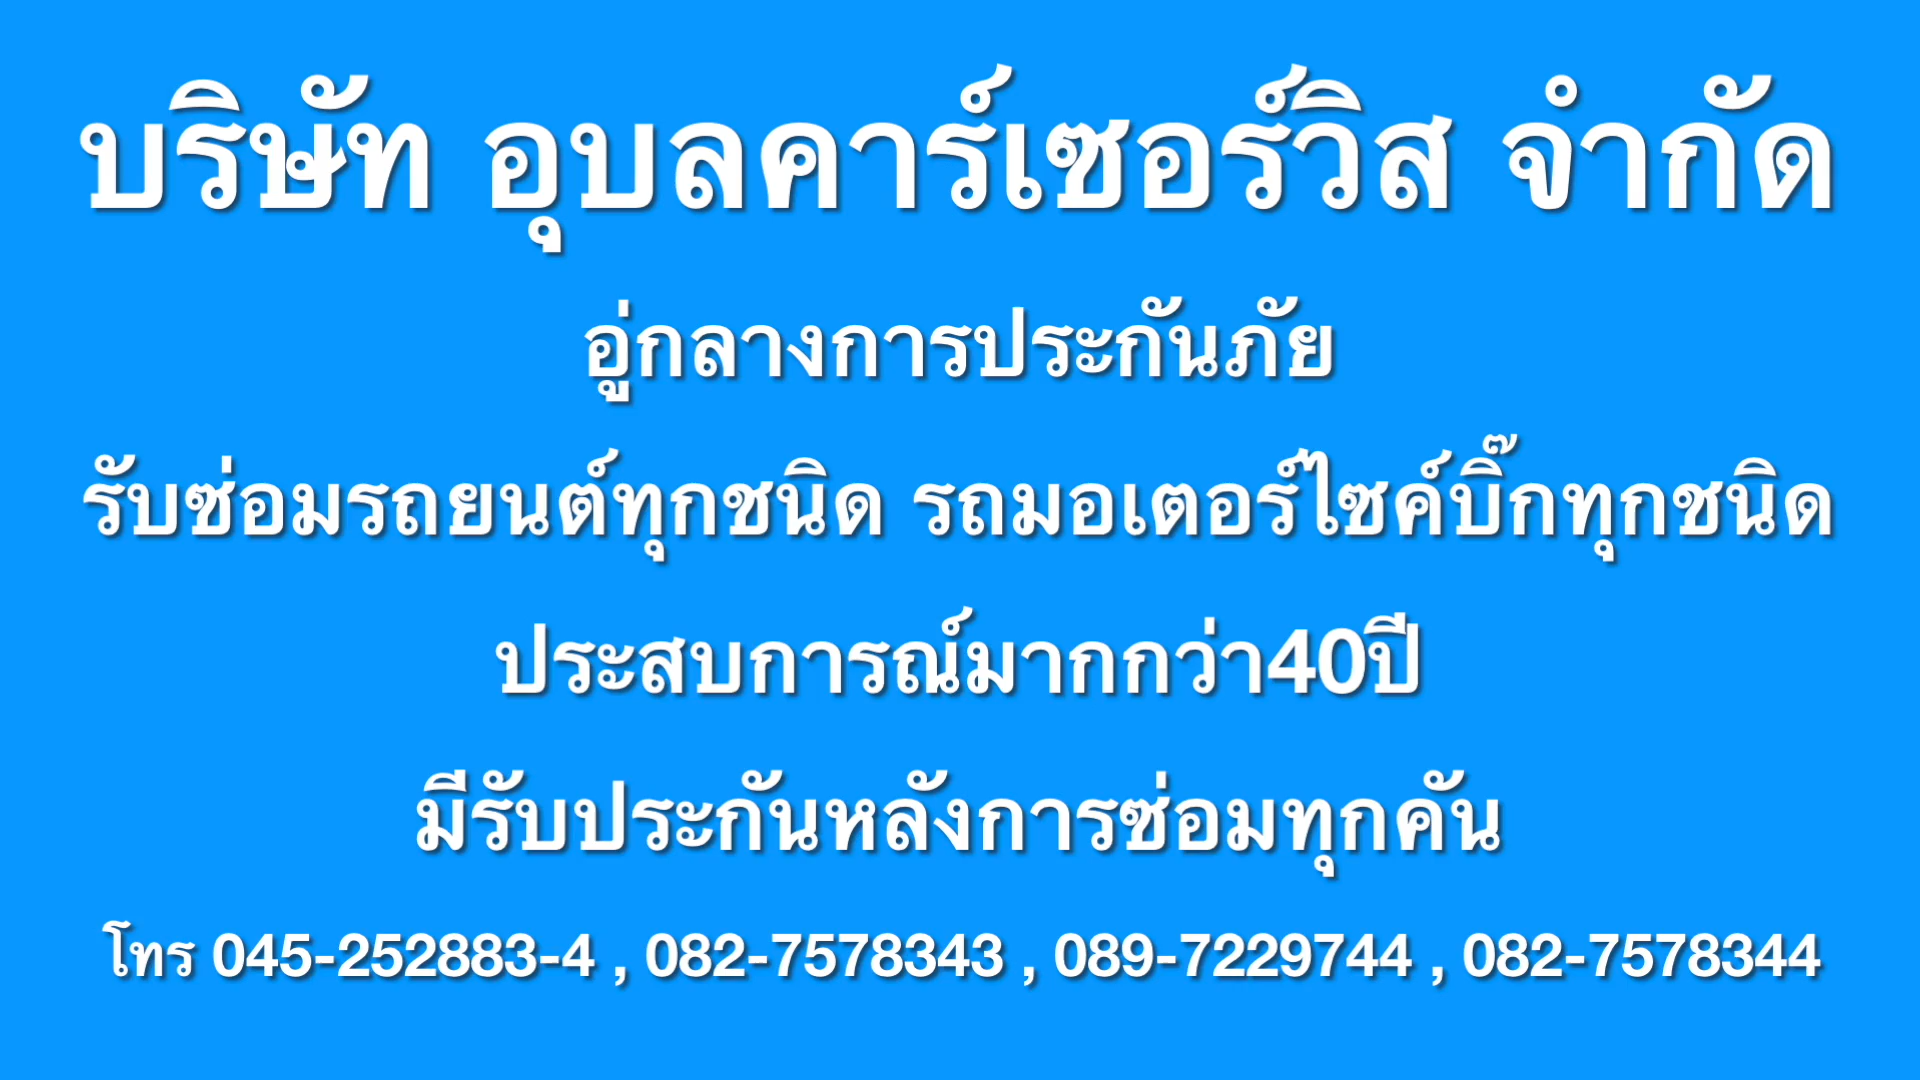 บริษัท อุบลคาร์เซอร์วิส จำกัด
อู่กลางการประกันภัย
รับซ่อมรถยนต์ทุกชนิด รถมอเตอร์ไซค์บิ๊กทุกชนิด
ประสบการณ์มากกว่า40ปี
มีรับประกันหลังการซ่อมทุกคัน
โทร 045-252883-4 , 082-7578343 , 089-7229744 , 082-7578344